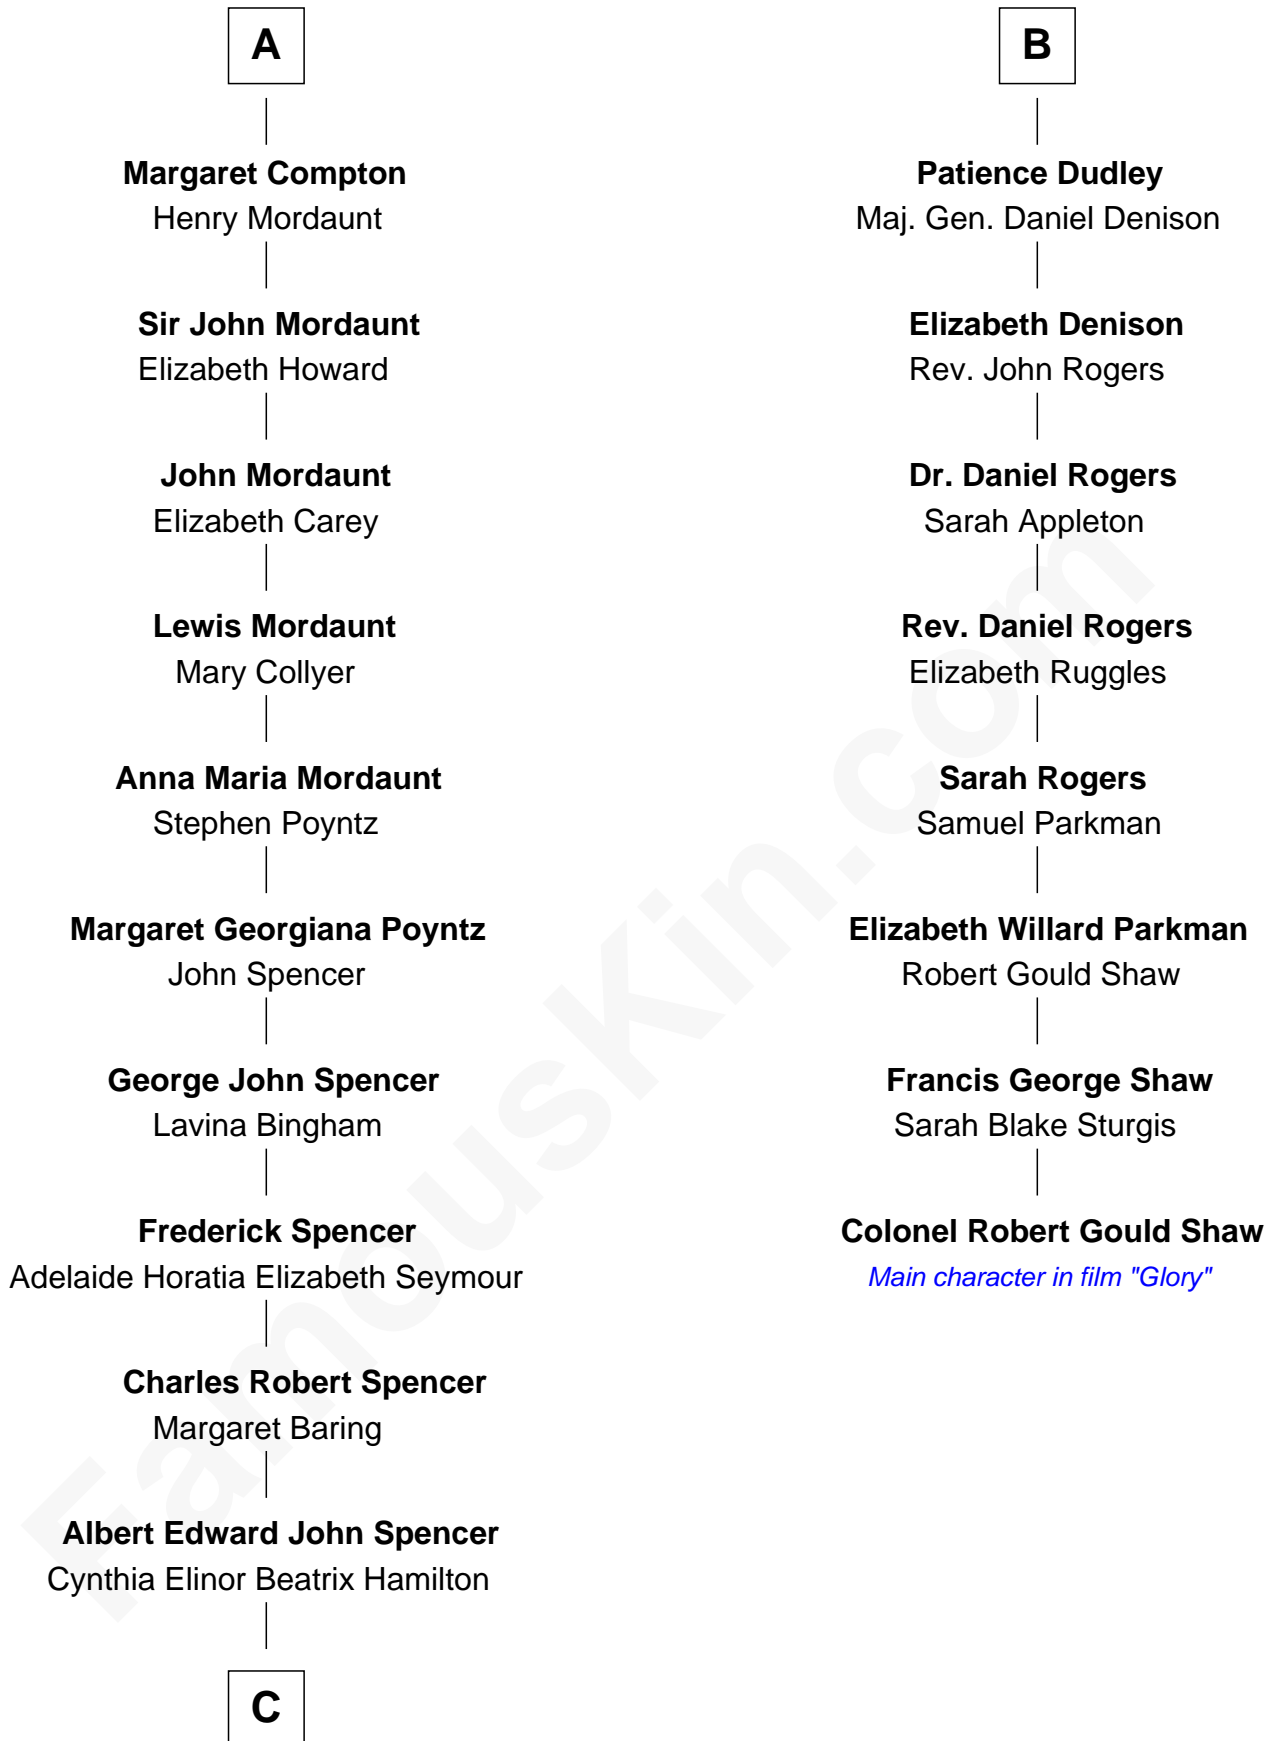 A
Margaret Compton
Henry Mordaunt
Sir John Mordaunt
Elizabeth Howard
John Mordaunt
Elizabeth Carey
Lewis Mordaunt
Mary Collyer
Anna Maria Mordaunt
Stephen Poyntz
Margaret Georgiana Poyntz
John Spencer
George John Spencer
Lavina Bingham
Frederick Spencer
Adelaide Horatia Elizabeth Seymour
Charles Robert Spencer
Margaret Baring
Albert Edward John Spencer
Cynthia Elinor Beatrix Hamilton
C
B
Patience Dudley
Maj. Gen. Daniel Denison
Elizabeth Denison
Rev. John Rogers
Dr. Daniel Rogers
Sarah Appleton
Rev. Daniel Rogers
Elizabeth Ruggles
Sarah Rogers
Samuel Parkman
Elizabeth Willard Parkman
Robert Gould Shaw
Francis George Shaw
Sarah Blake Sturgis
Colonel Robert Gould Shaw
Main character in film "Glory"
FamousKin.com